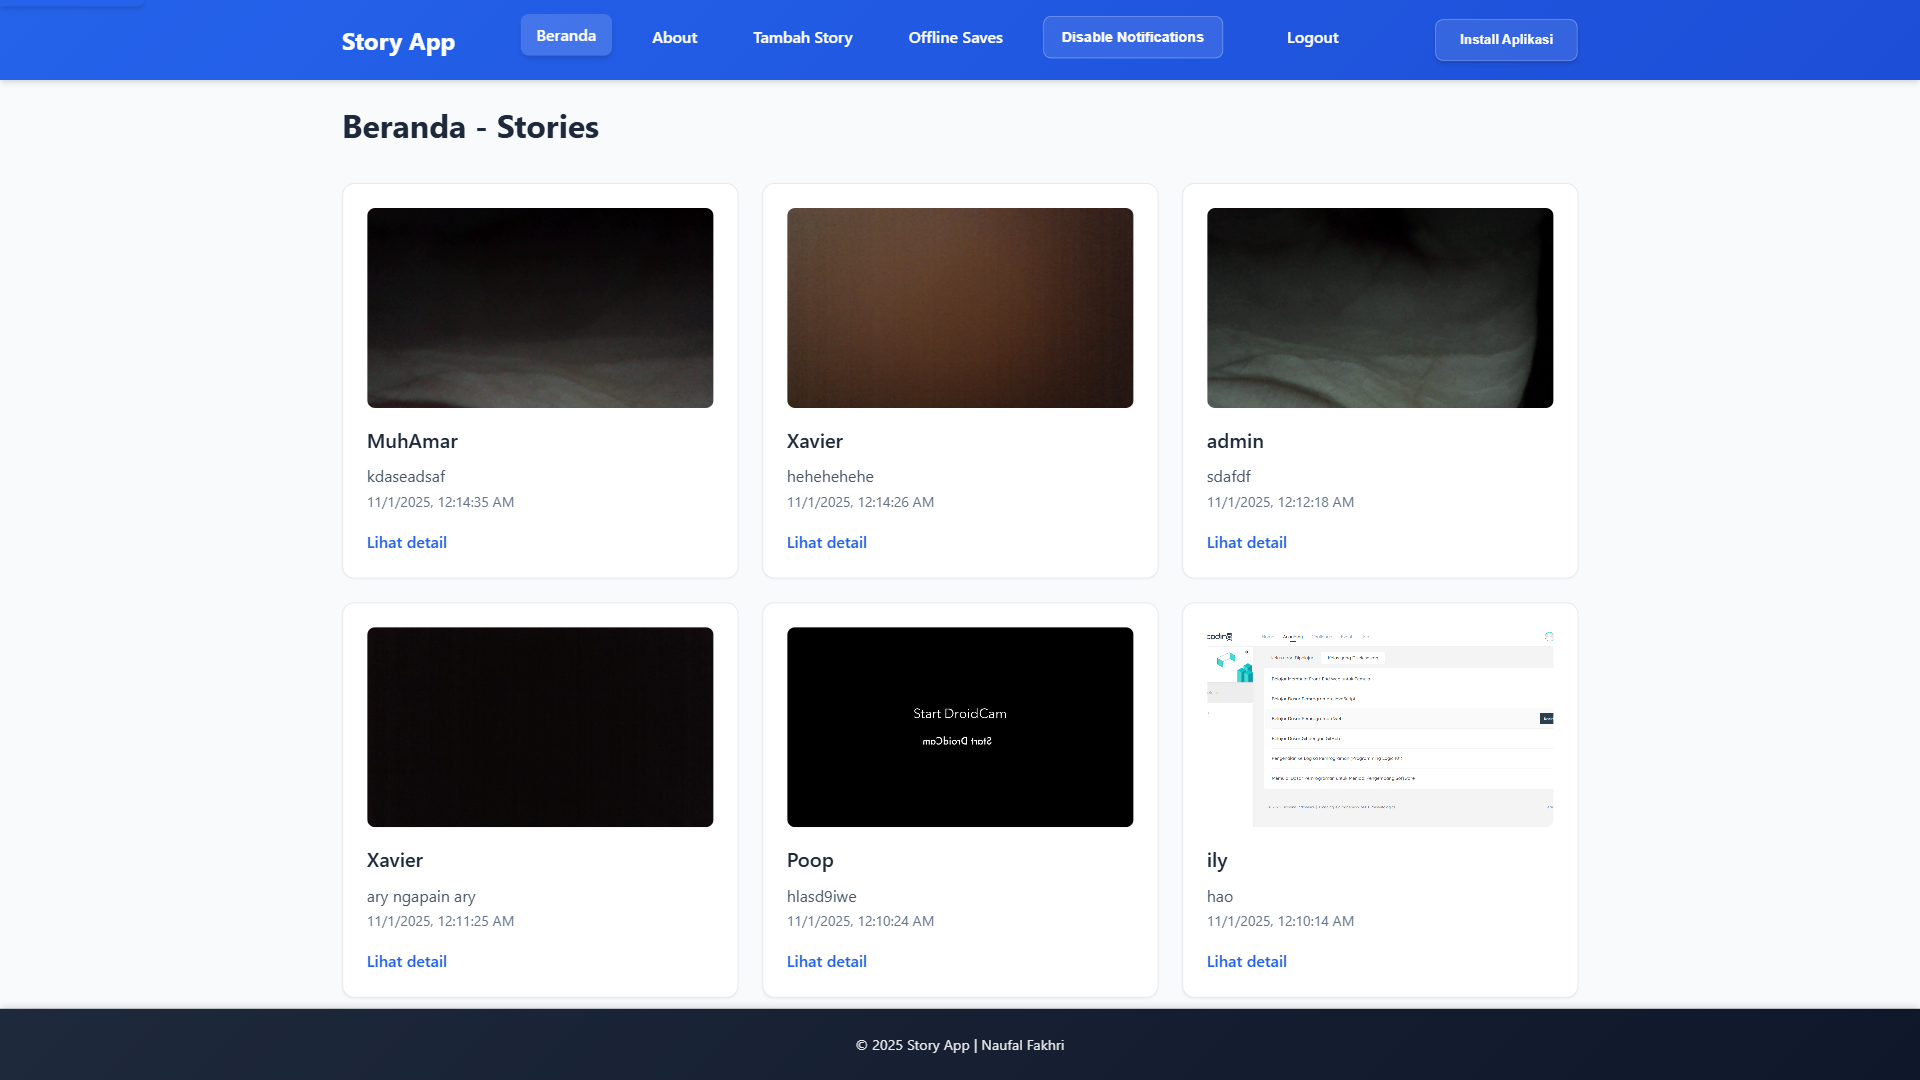 Story App
Beranda
About
Tambah Story
Offline Saves
Disable Notifications
Logout
Install Aplikasi
Beranda - Stories
MuhAmar
kdaseadsaf
11/1/2025, 12:14:35 AM
Lihat detail
Xavier
hehehehehe
11/1/2025, 12:14:26 AM
Lihat detail
admin
sdafdf
11/1/2025, 12:12:18 AM
Lihat detail
Xavier
ary ngapain ary
11/1/2025, 12:11:25 AM
Lihat detail
Start DroidCam
Start DroidCam
Poop
hlasd9iwe
11/1/2025, 12:10:24 AM
Lihat detail
Academy
ily
hao
11/1/2025, 12:10:14 AM
Lihat detail
© 2025 Story App | Naufal Fakhri